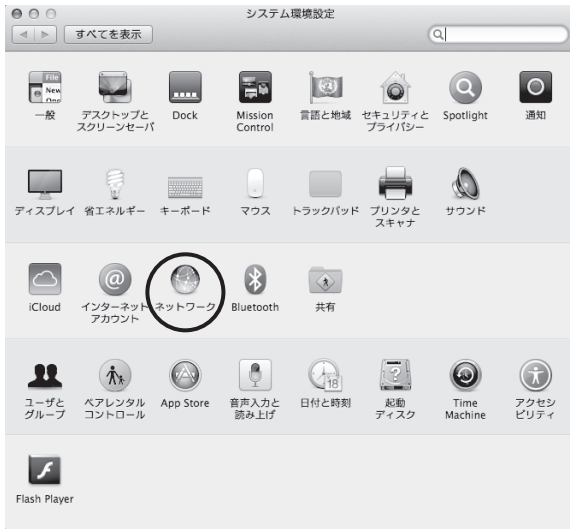 システム環境設定
すべてを表示
File
New
一般
デスクトップと
スクリーンセーバ
Dock
Mission
Control
言語と地域
セキュリティと
プライバシー
Spotlight
通知
ディスプレイ
省エネルギー
キーボード
マウス
トラックパッド
プリンタと
スキャナ
サウンド
iCloud
インターネット
アカウント
ネットワーク
Bluetooth
共有
ユーザと
グループ
ペアレンタル
コントロール
App Store
音声入力と
読み上げ
18
日付と時刻
?
起動
ディスク
Time
Machine
アクセシ
ビリティ
Flash Player